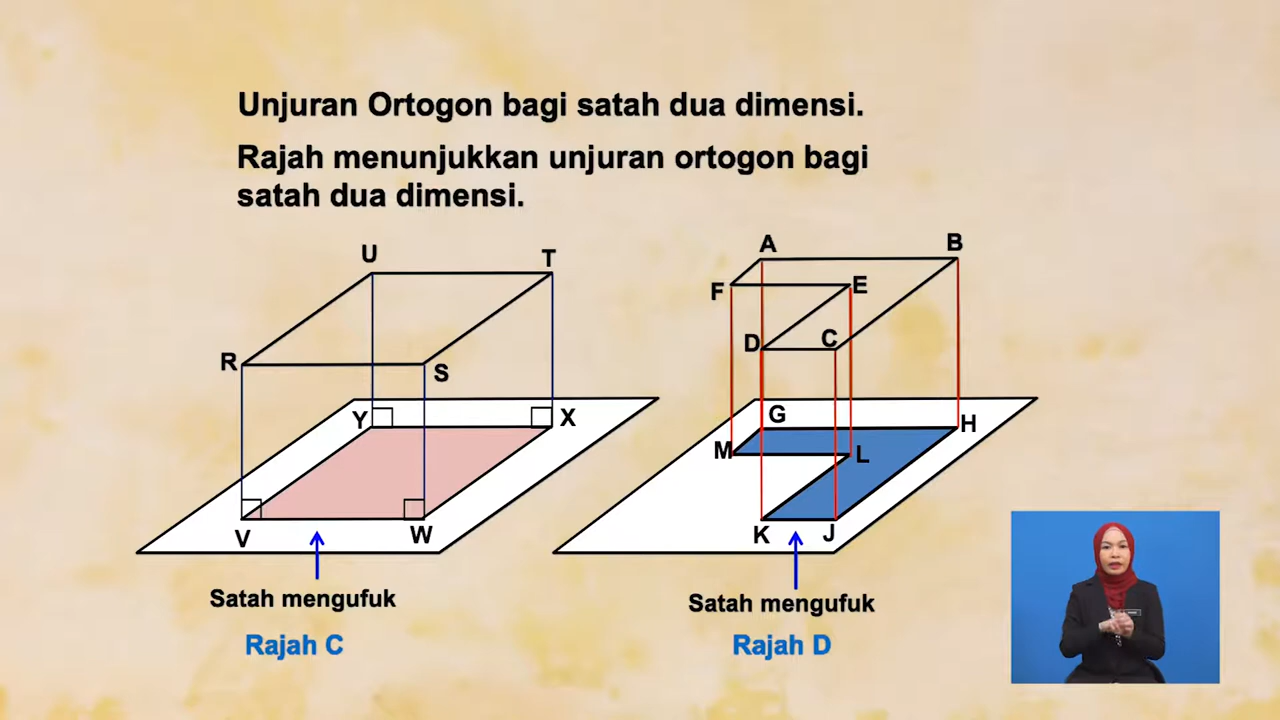 Unjuran Ortogon bagi satah dua dimensi.
Rajah menunjukkan unjuran ortogon bagi
satah dua dimensi.
U
T
R
S
Y
X
V
W
Satah mengufuk
Rajah C
A
B
F
E
D
C
G
H
M
L
K
J
Satah mengufuk
Rajah D